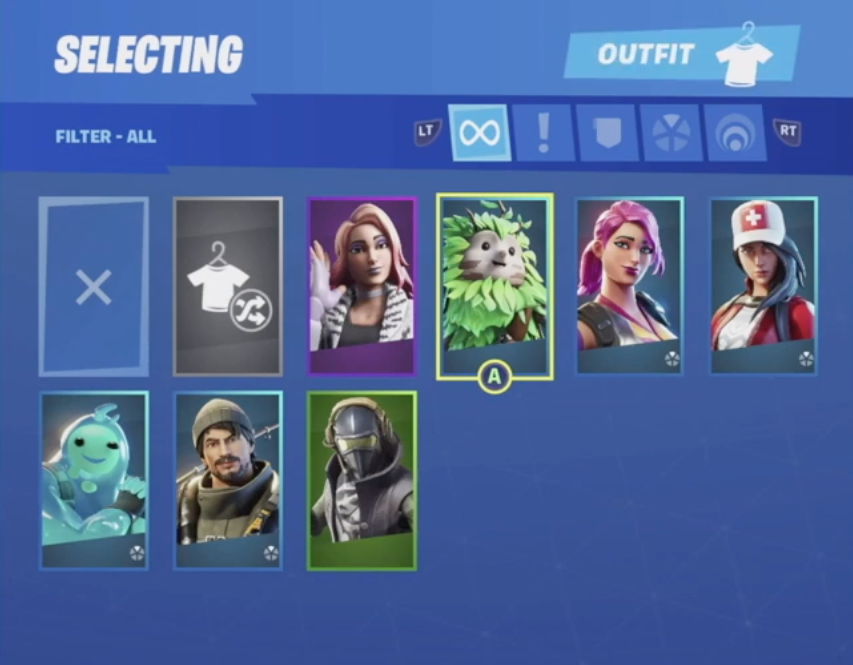 SELECTING
OUTFIT
FILTER - ALL
LT
RT
A